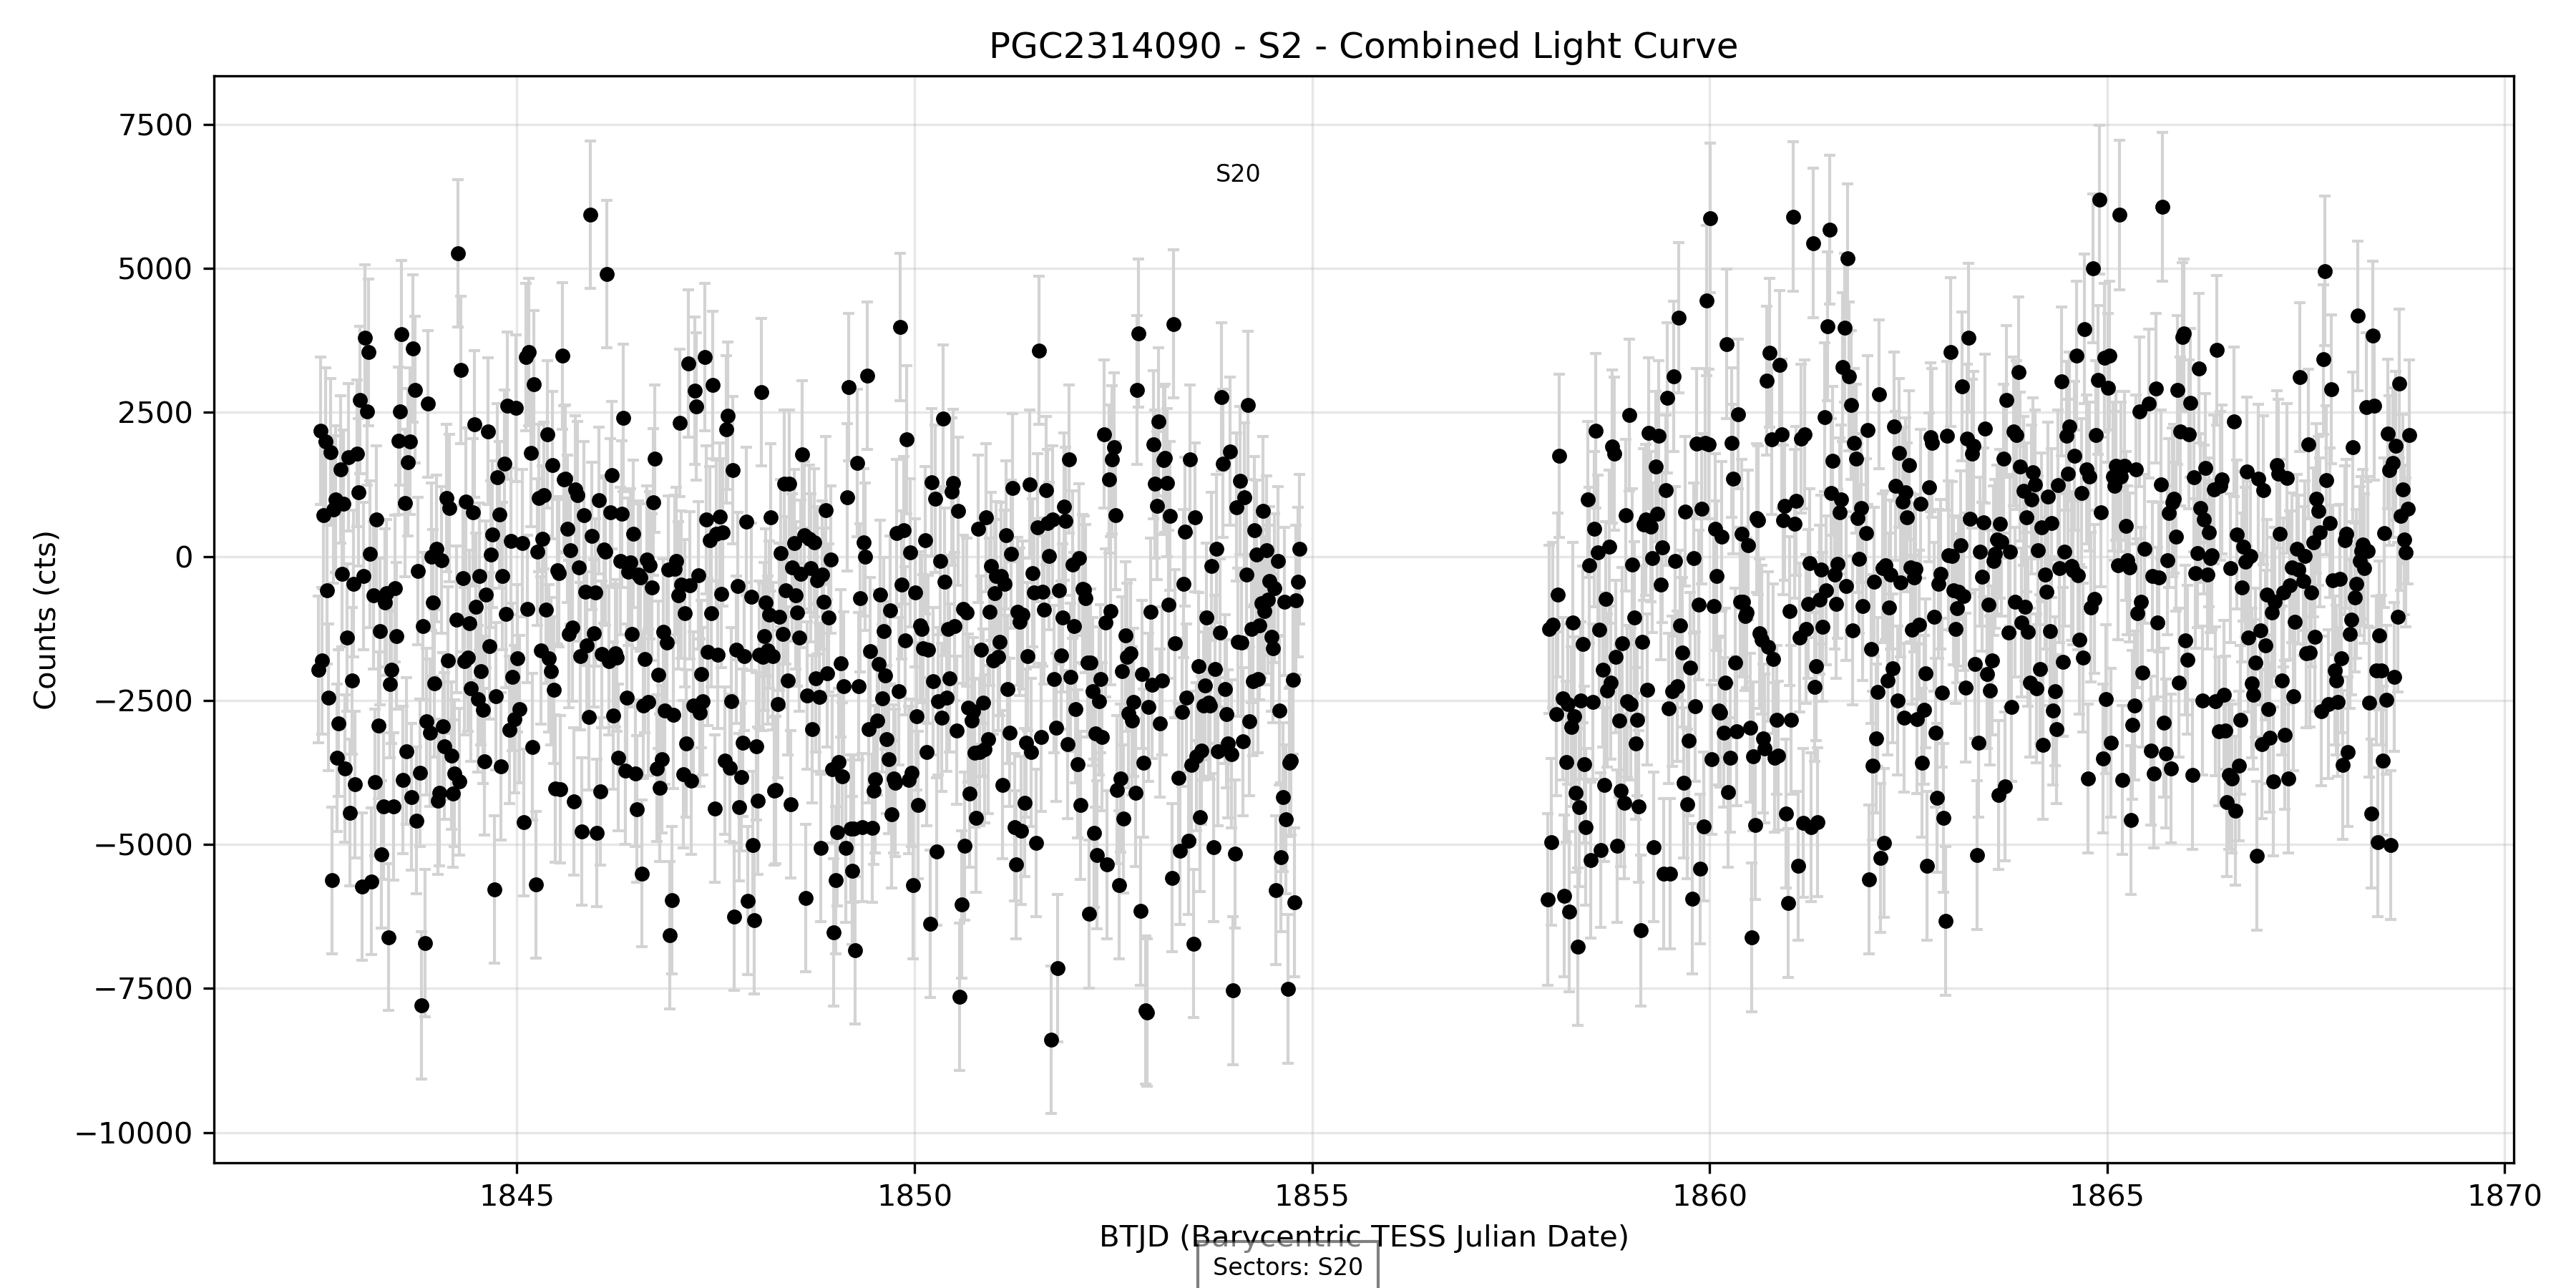 PGC2314090 - S2 - Combined Light Curve
7500
5000
2500
0
−2500
−5000
−7500
−10000
Counts (cts)
S20
1845
1850
1855
1860
1865
1870
BTJD (Barycentric TESS Julian Date)
Sectors: S20